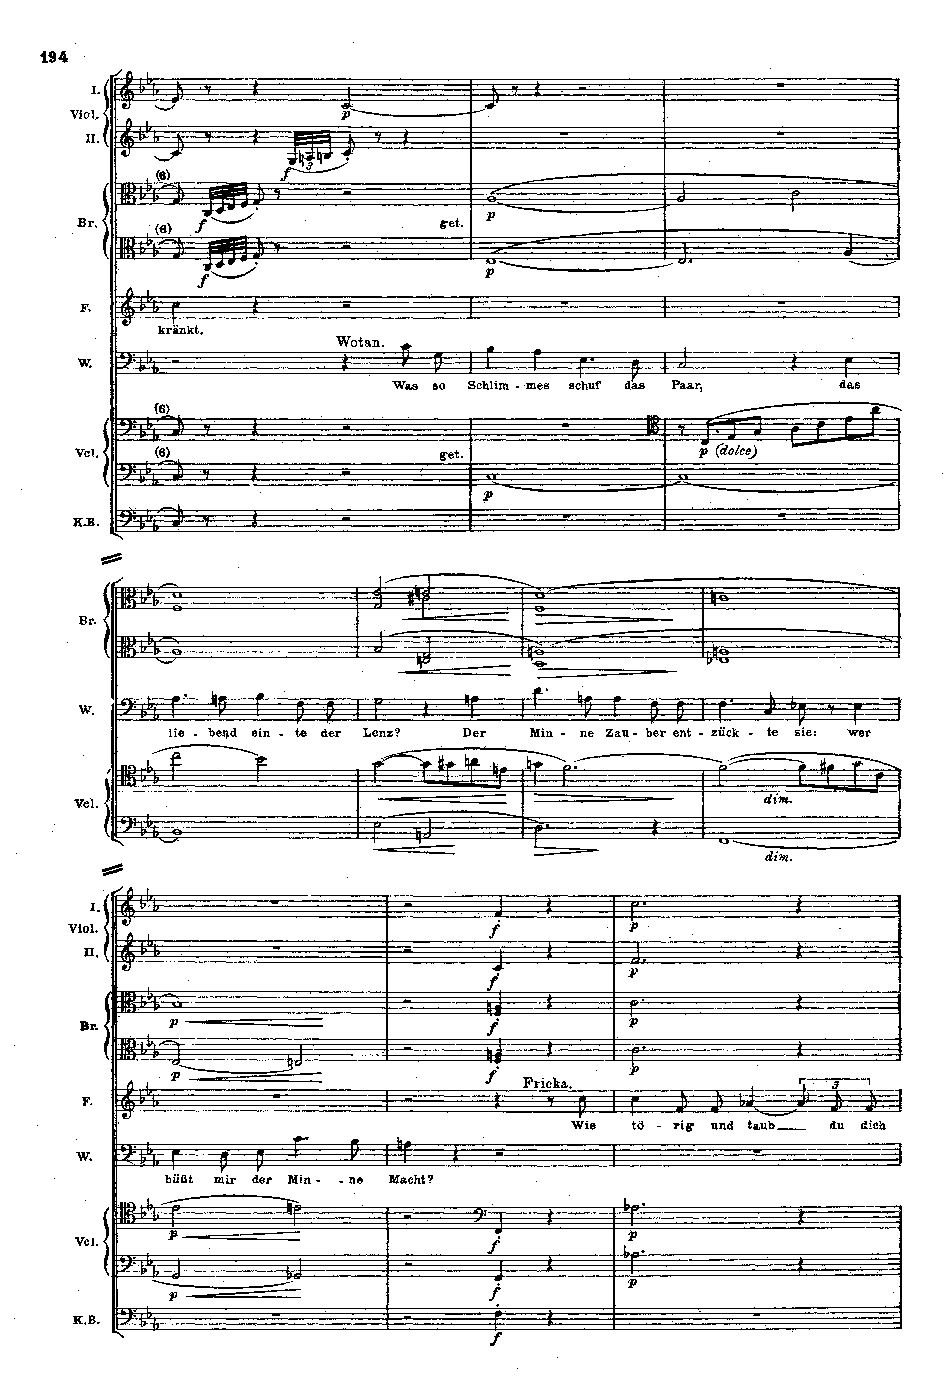 194
I.
Viol.
II.
p
f
3
(6)
Br.
f
get.
p
(6)
f
p
F.
kränkt.
Wotan.
W.
Was so Schlim - mes schuf das Paar, das
(6)
Vcl.
p (dolce)
(6)
get.
p
K.B.
Br.
W.
lie - bend ein - te der Lenz? Der Min - ne Zau - ber ent - zück - te sie: wer
Vcl.
dim.
dim.
I.
Viol.
f
p
II.
f
p
Br.
p
f
p
p
f
p
Fricka.
3
F.
Wie tö - rig und taub du dich
W.
büßt mir der Min - - ne Macht?
Vcl.
p
f
p
p
f
p
K.B.
f